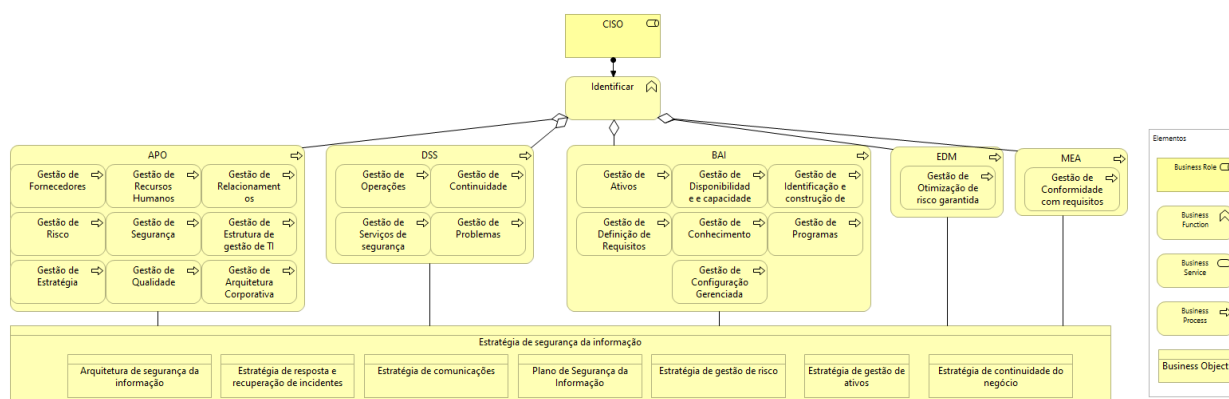 CISO
Identificar
APO
Gestão de
Fornecedores
Gestão de
Recursos
Humanos
Gestão de
Relacionament
os
Gestão de
Risco
Gestão de
Segurança
Gestão de
Estrutura de
gestão de TI
Gestão de
Estratégia
Gestão de
Qualidade
Gestão de
Arquitetura
Corporativa
DSS
Gestão de
Operações
Gestão de
Continuidade
Gestão de
Serviços de
segurança
Gestão de
Problemas
BAI
Gestão de
Ativos
Gestão de
Disponibilidad
e e capacidade
Gestão de
Identificação e
construção de
Gestão de
Definição de
Requisitos
Gestão de
Conhecimento
Gestão de
Programas
Gestão de
Configuração
Gerenciada
EDM
Gestão de
Otimização de
risco garantida
MEA
Gestão de
Conformidade
com requisitos
Elementos
Business Role
Business
Function
Business
Service
Business
Process
Business Object
Estratégia de segurança da informação
Arquitetura de segurança da
informação
Estratégia de resposta e
recuperação de incidentes
Estratégia de comunicações
Plano de Segurança da
Informação
Estratégia de gestão de risco
Estratégia de gestão de
ativos
Estratégia de continuidade do
negócio